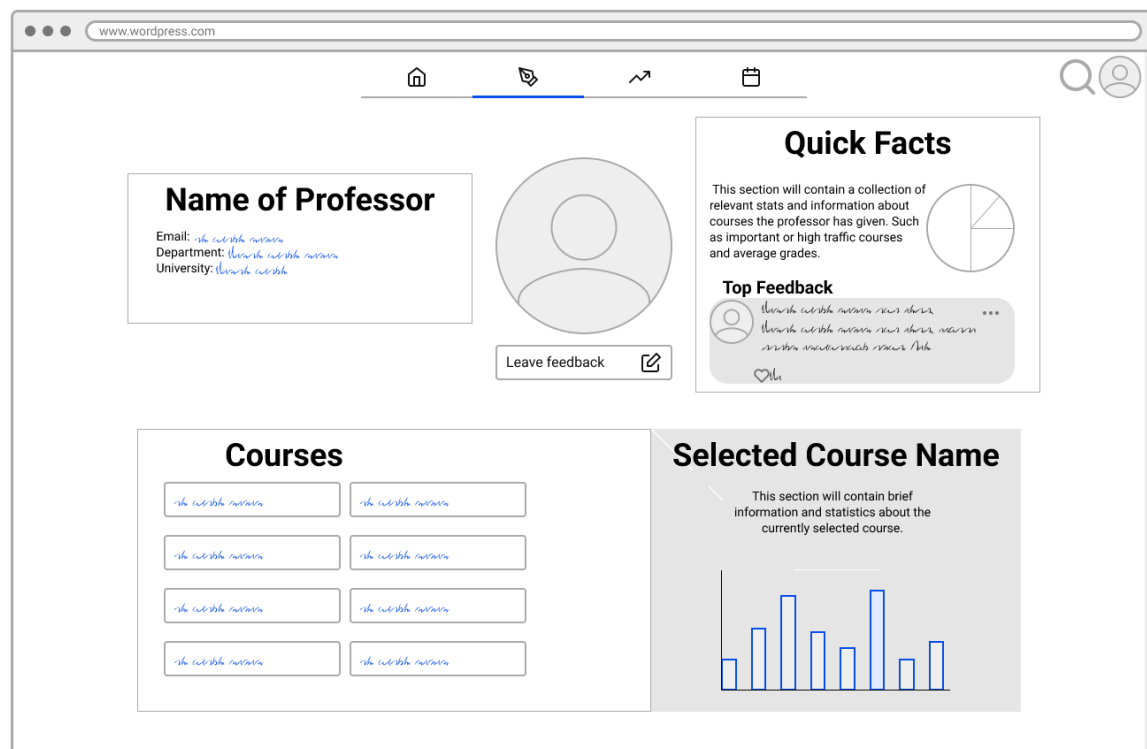 www.wordpress.com
Name of Professor
Email:
Department:
University:
Leave feedback
Quick Facts
This section will contain a collection of
relevant stats and information about
courses the professor has given. Such
as important or high traffic courses
and average grades.
Top Feedback
Courses
Selected Course Name
This section will contain brief
information and statistics about the
currently selected course.